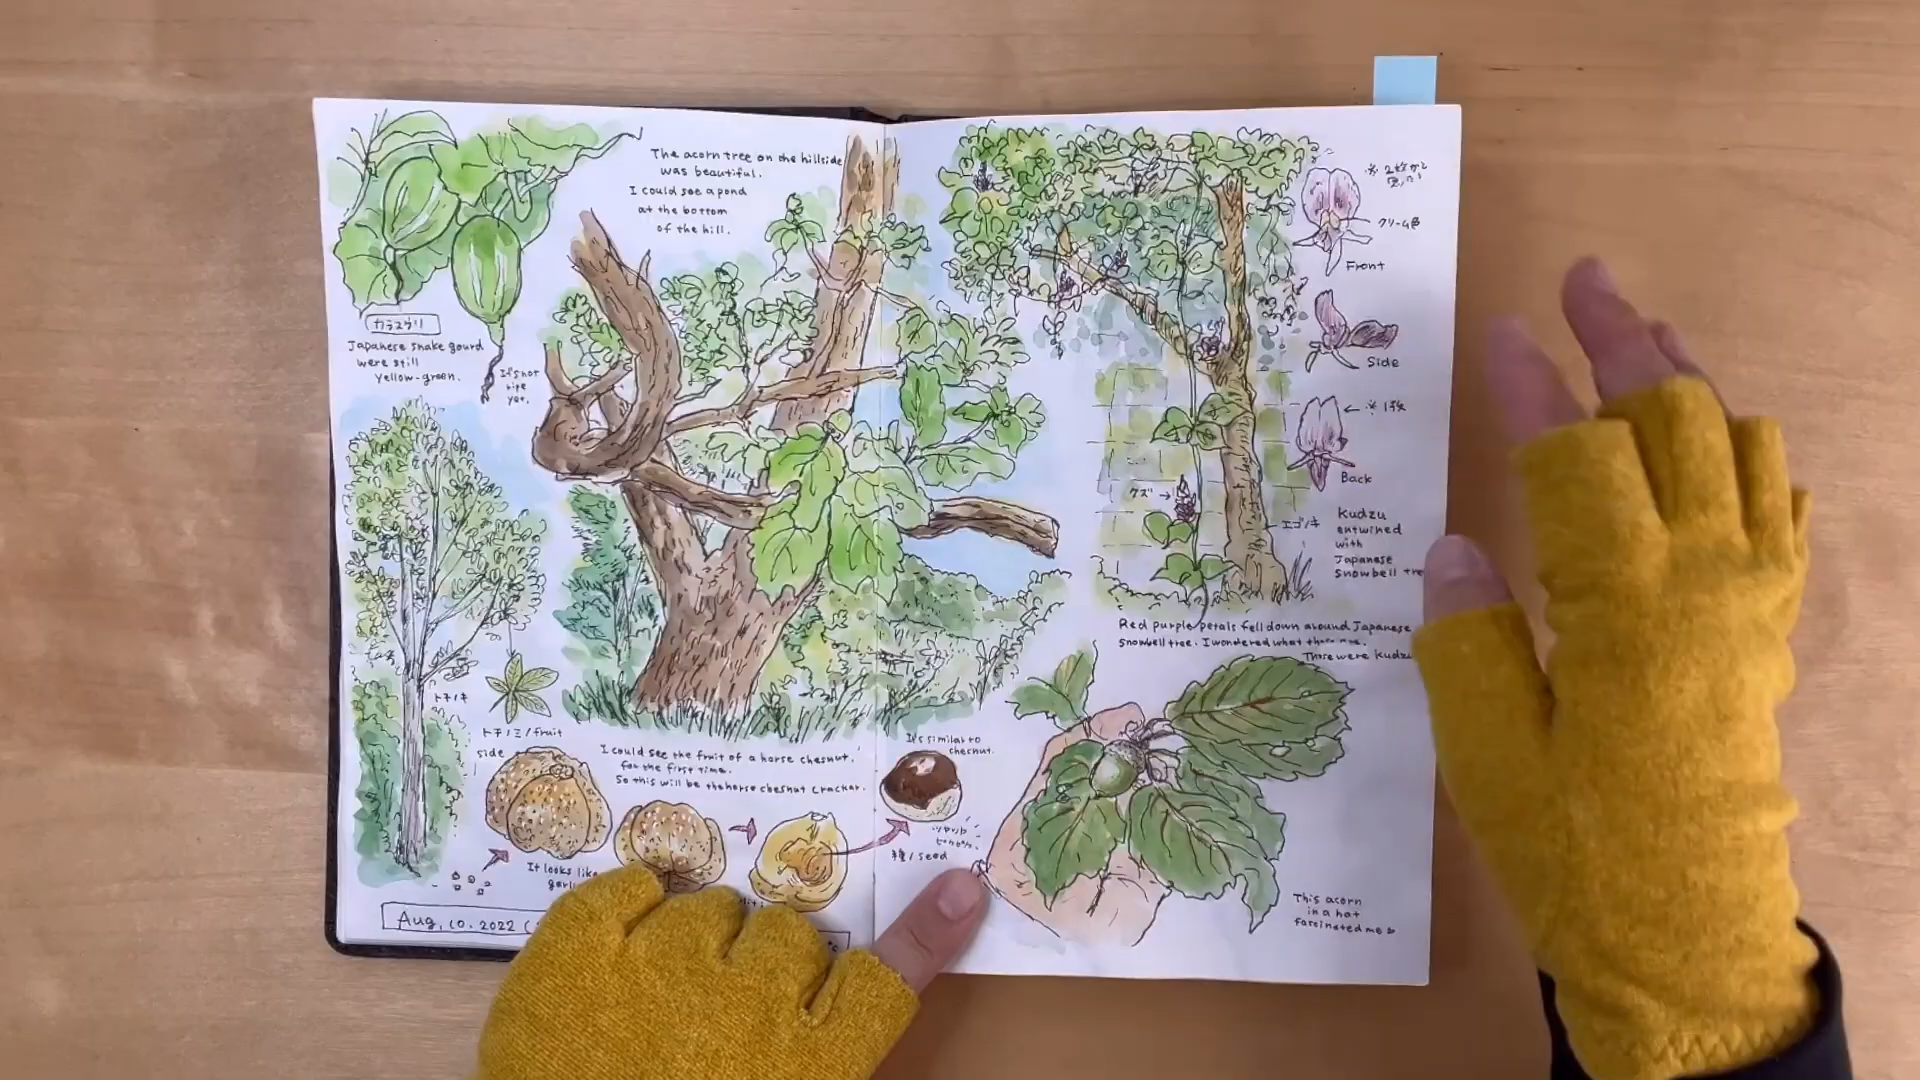 The acorn tree on the hillside
was beautiful.
I could see a pond
at the bottom
of the hill.
カラスウリ
Japanese snake gourd
were still
yellow-green.
It's not
ripe
yet.
トチノキ
トチノミ/fruit
side
I could see the fruit of a horse chesnut,
for the first time.
So this will be the horse chesnut cracker.
It looks like
Aug, 10. 2022 (
It's similar to
chesnut.
種/seed
クリーム色
Front
Side
← ※ 1枚
Back
クズ →
エゴノキ
Kudzu
entwined
with
Japanese
snowbell tre
Red purple petals fell down around Japanese
snowbell tree. I wondered what
Those were kudzu
This acorn
in a hat
fascinated me